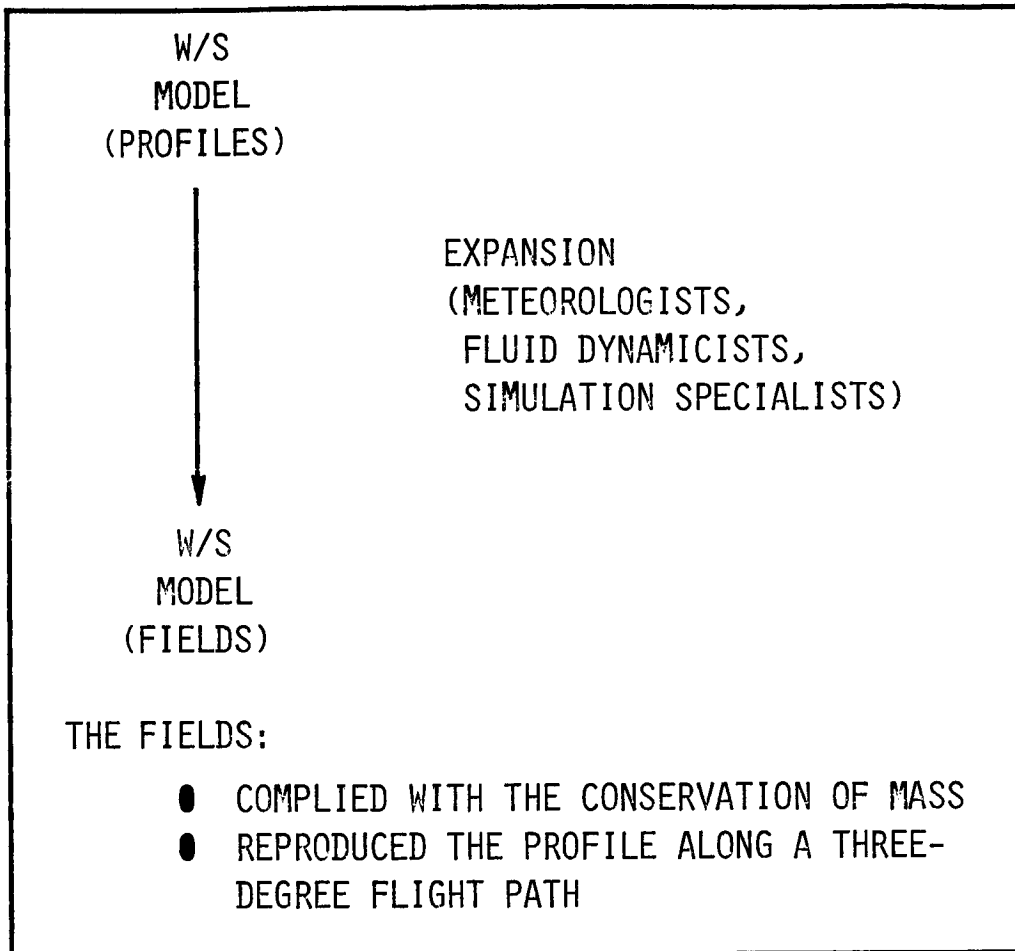 W/S
MODEL
(PROFILES)
EXPANSION
(METEOROLOGISTS,
FLUID DYNAMICISTS,
SIMULATION SPECIALISTS)
W/S
MODEL
(FIELDS)
THE FIELDS:
● COMPLIED WITH THE CONSERVATION OF MASS
● REPRODUCED THE PROFILE ALONG A THREE-
DEGREE FLIGHT PATH